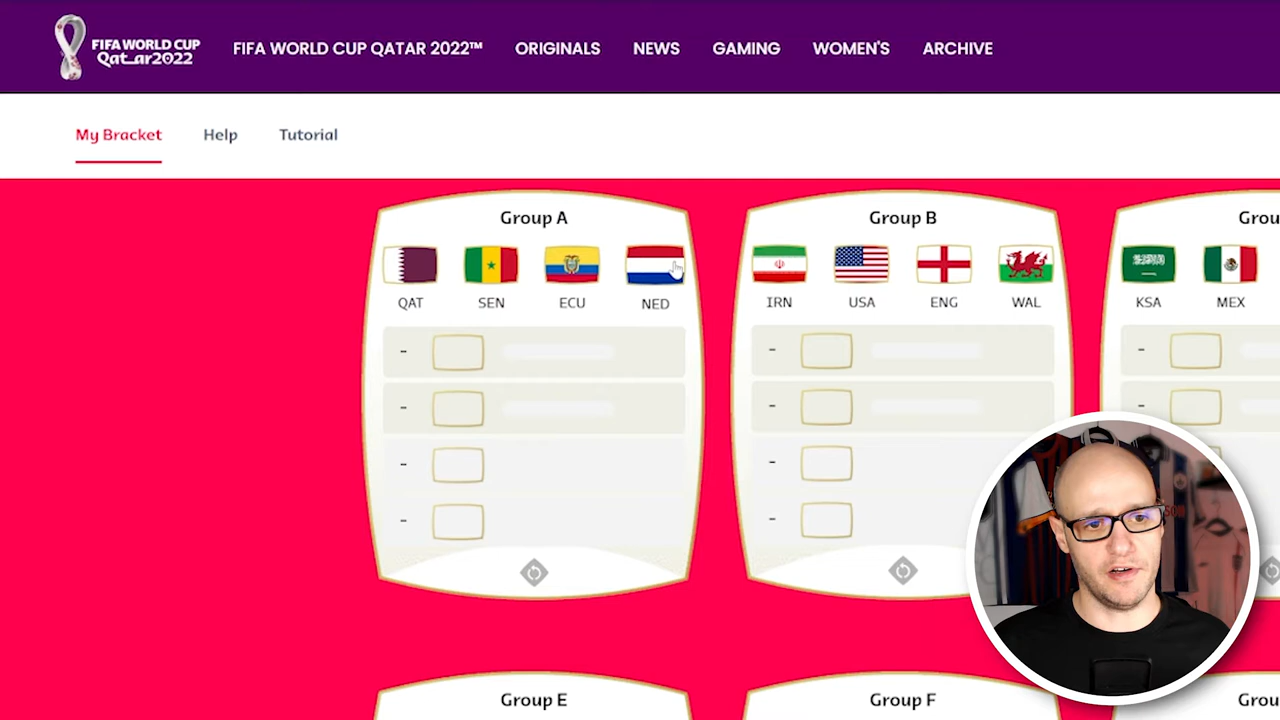 FIFA WORLD CUP
Qatar2022
FIFA WORLD CUP QATAR 2022™
ORIGINALS
NEWS
GAMING
WOMEN'S
ARCHIVE
My Bracket
Help
Tutorial
Group A
Group B
QAT
SEN
ECU
NED
IRN
USA
ENG
WAL
KSA
MEX
-
-
-
-
-
-
-
-
-
-
Group E
Group F